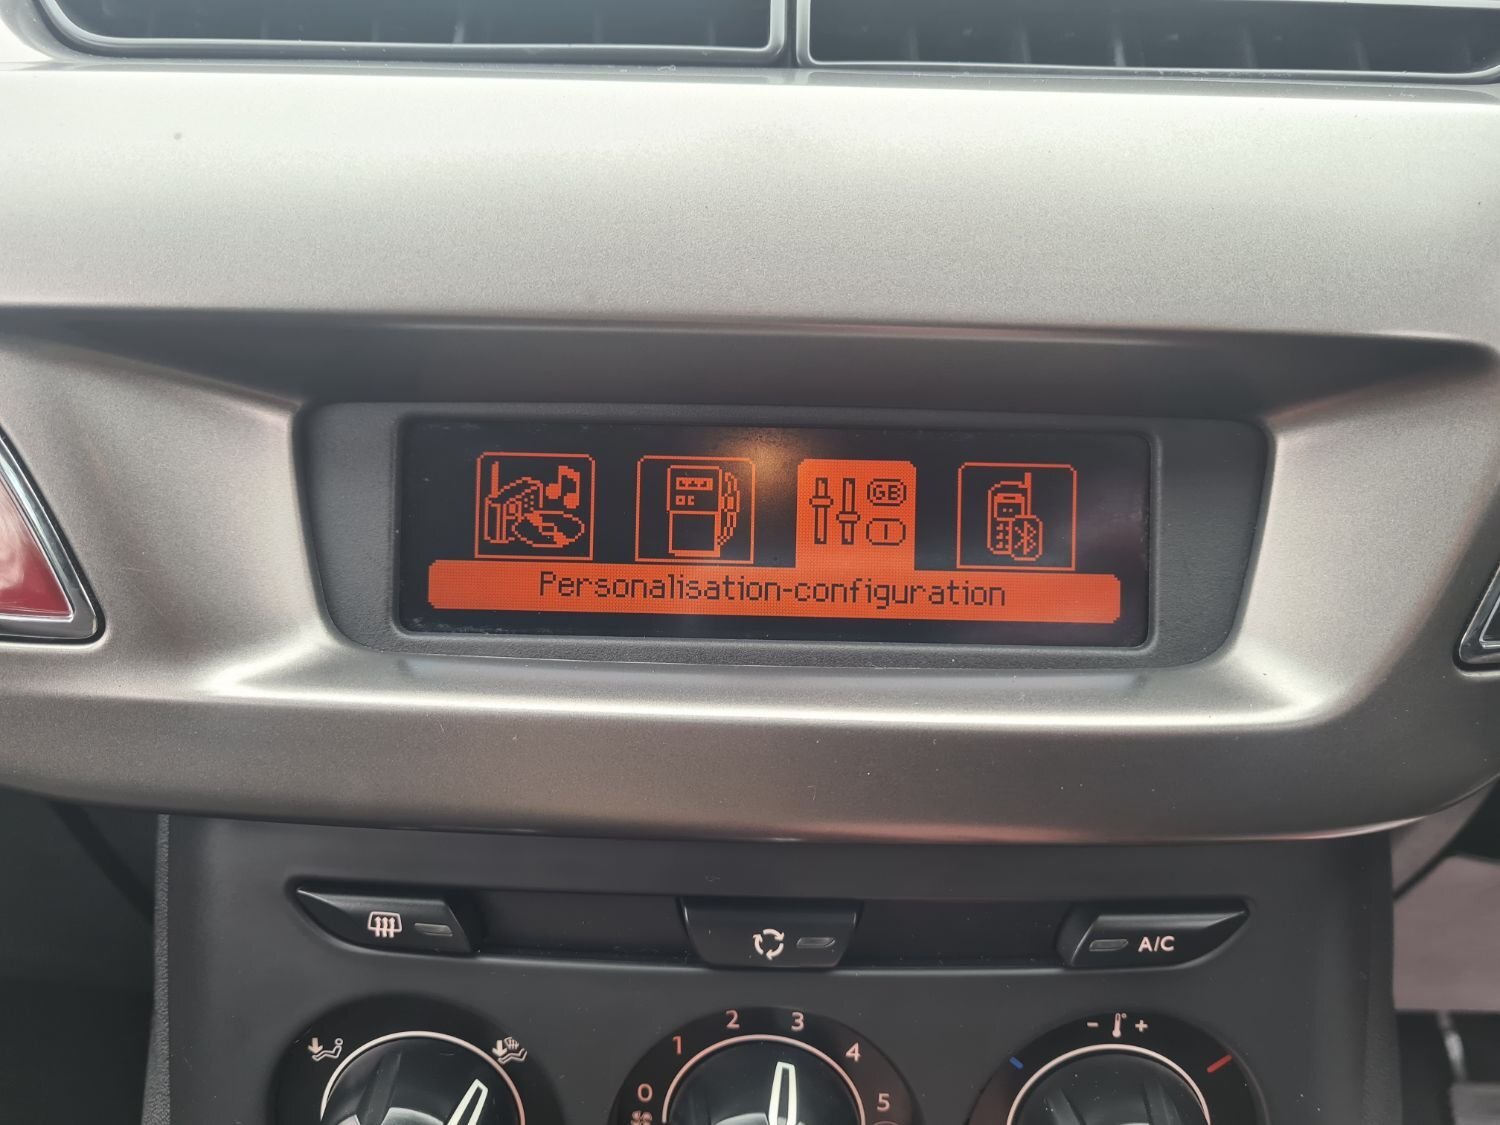 GB
I
Personalisation-configuration
A/C
- +
0 1 2 3 4 5